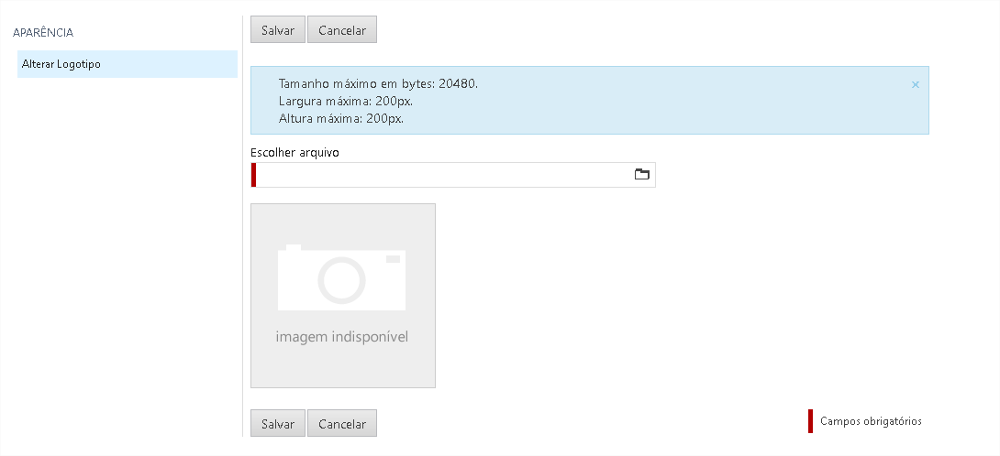 APARÊNCIA
Alterar Logotipo
Salvar Cancelar
Tamanho máximo em bytes: 20480.
Largura máxima: 200px.
Altura máxima: 200px.
×
Escolher arquivo
imagem indisponível
Salvar Cancelar
Campos obrigatórios